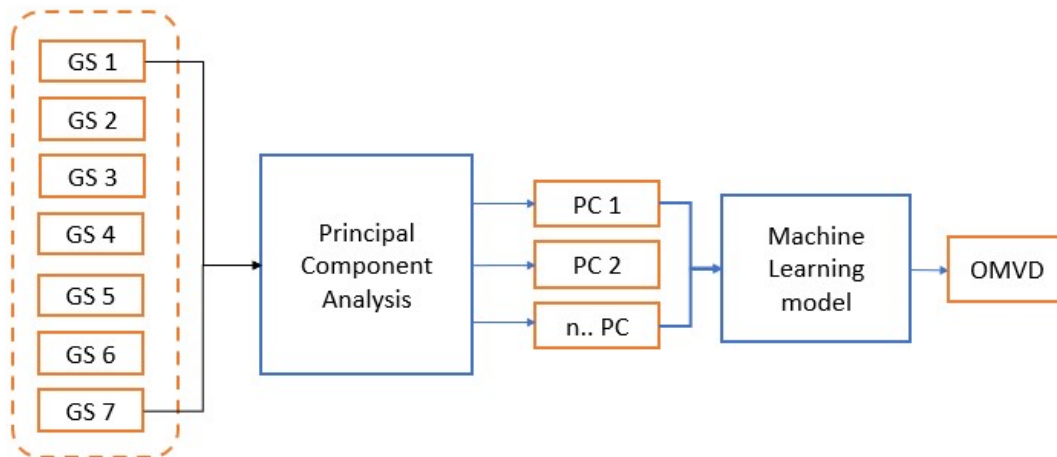 GS 1
GS 2
GS 3
GS 4
GS 5
GS 6
GS 7
Principal
Component
Analysis
PC 1
PC 2
n.. PC
Machine
Learning
model
OMVD